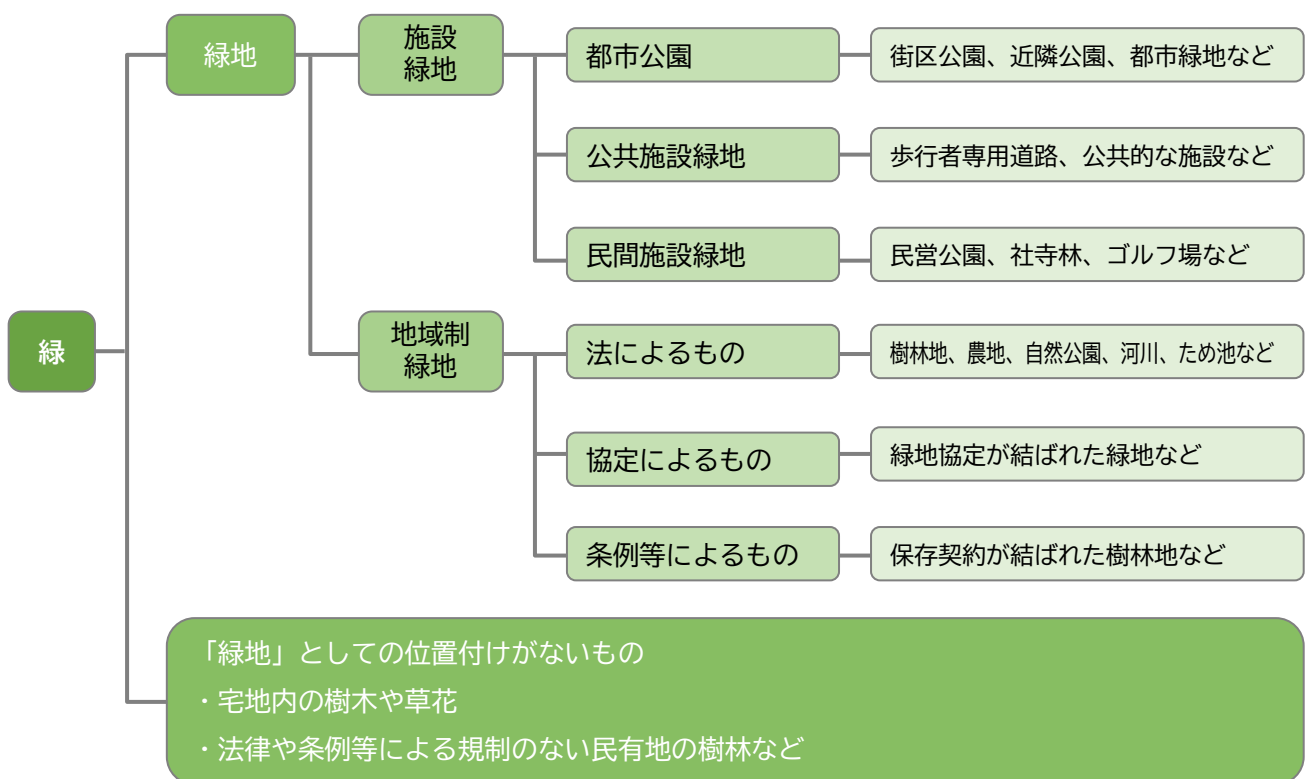 緑
緑地
施設
緑地
都市公園
街区公園、近隣公園、都市緑地など
公共施設緑地
歩行者専用道路、公共的な施設など
民間施設緑地
民営公園、社寺林、ゴルフ場など
地域制
緑地
法によるもの
樹林地、農地、自然公園、河川、ため池など
協定によるもの
緑地協定が結ばれた緑地など
条例等によるもの
保存契約が結ばれた樹林地など
「緑地」としての位置付けがないもの
・宅地内の樹木や草花
・法律や条例等による規制のない民有地の樹林など